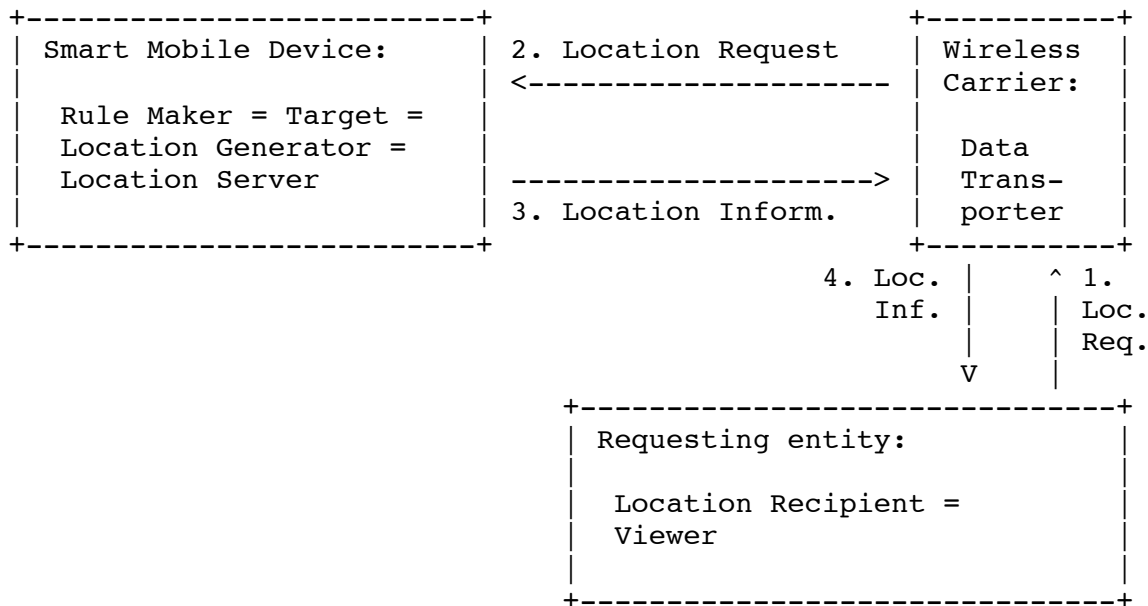 Smart Mobile Device:
2. Location Request
Wireless
Carrier:
Rule Maker = Target =
Location Generator =
Location Server
Data
Trans-
porter
3. Location Inform.
4. Loc.
Inf.
1.
Loc.
Req.
Requesting entity:
Location Recipient =
Viewer